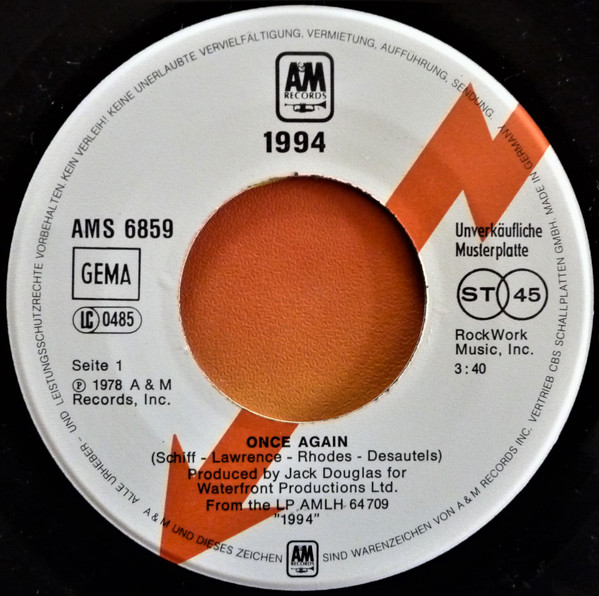 A&M
RECORDS
1994
AMS 6859
GEMA
LC 0485
Seite 1
℗ 1978 A & M
Records, Inc.
Unverkäufliche
Musterplatte
ST 45
RockWork
Music, Inc.
3:40
ONCE AGAIN
(Schiff - Lawrence - Rhodes - Desautels)
Produced by Jack Douglas for
Waterfront Productions Ltd.
From the LP AMLH 64709
"1994"
ALLE URHEBER- UND LEISTUNGSSCHUTZRECHTE VORBEHALTEN. KEIN VERLEIH! KEINE UNERLAUBTE VERVIELFÄLTIGUNG, VERMIETUNG, AUFFÜHRUNG, SENDUNG. MADE IN GERMANY
A & M UND DIESES ZEICHEN A&M RECORDS SIND WARENZEICHEN VON A & M RECORDS INC. VERTRIEB CBS SCHALLPLATTEN GMBH.